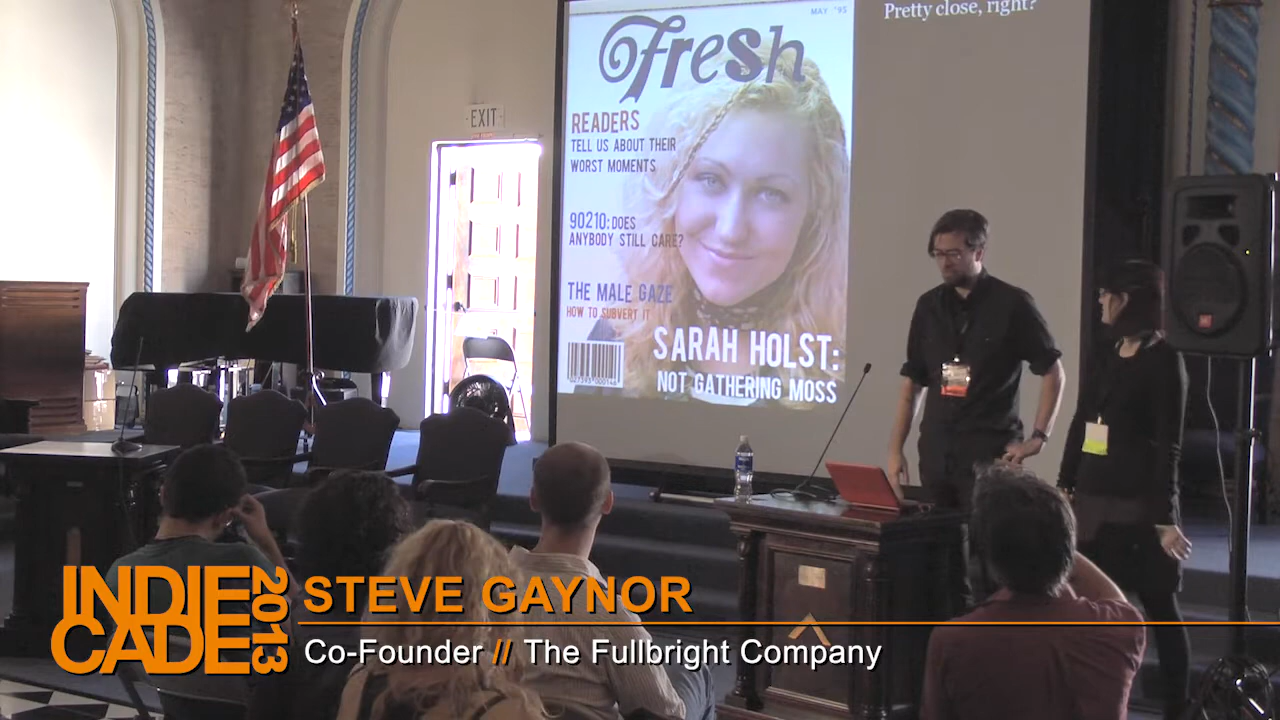 MAY '95
Pretty close, right?
Fresh
EXIT
READERS
TELL US ABOUT THEIR
WORST MOMENTS
90210: DOES
ANYBODY STILL CARE?
THE MALE GAZE
HOW TO SUBVERT IT
SARAH HOLST:
NOT GATHERING MOSS
INDIE
CADE
2013
STEVE GAYNOR
Co-Founder // The Fullbright Company